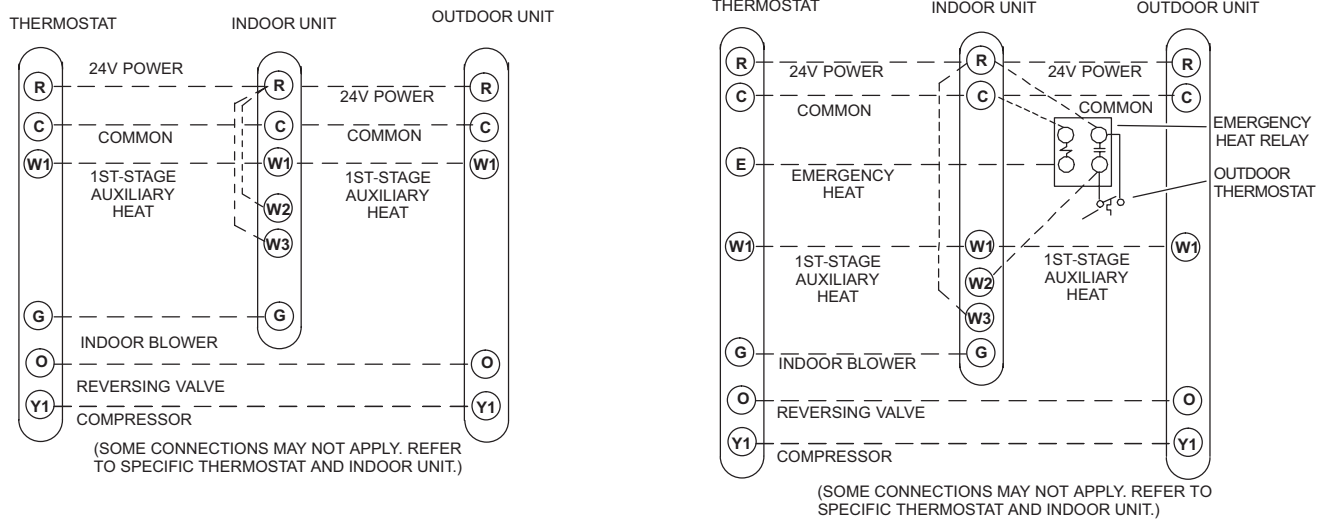 THERMOSTAT
INDOOR UNIT
OUTDOOR UNIT
R
24V POWER
R
24V POWER
R
C
COMMON
C
COMMON
C
W1
1ST-STAGE
AUXILIARY
HEAT
W1
1ST-STAGE
AUXILIARY
HEAT
W1
W2
W3
G
INDOOR BLOWER
G
O
REVERSING VALVE
O
Y1
COMPRESSOR
Y1
(SOME CONNECTIONS MAY NOT APPLY. REFER
TO SPECIFIC THERMOSTAT AND INDOOR UNIT.)
THERMOSTAT
INDOOR UNIT
OUTDOOR UNIT
R
24V POWER
R
24V POWER
R
C
COMMON
C
COMMON
C
EMERGENCY
HEAT RELAY
E
EMERGENCY
HEAT
OUTDOOR
THERMOSTAT
W1
1ST-STAGE
AUXILIARY
HEAT
W1
1ST-STAGE
AUXILIARY
HEAT
W1
W2
W3
G
INDOOR BLOWER
G
O
REVERSING VALVE
O
Y1
COMPRESSOR
Y1
(SOME CONNECTIONS MAY NOT APPLY. REFER TO
SPECIFIC THERMOSTAT AND INDOOR UNIT.)